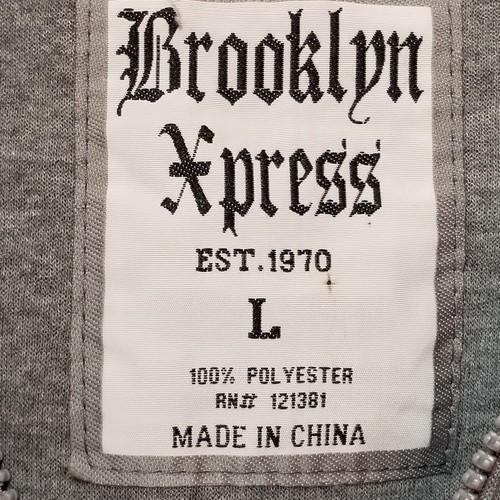 Brooklyn
Xpress
EST.1970
L
100% POLYESTER
RN# 121381
MADE IN CHINA